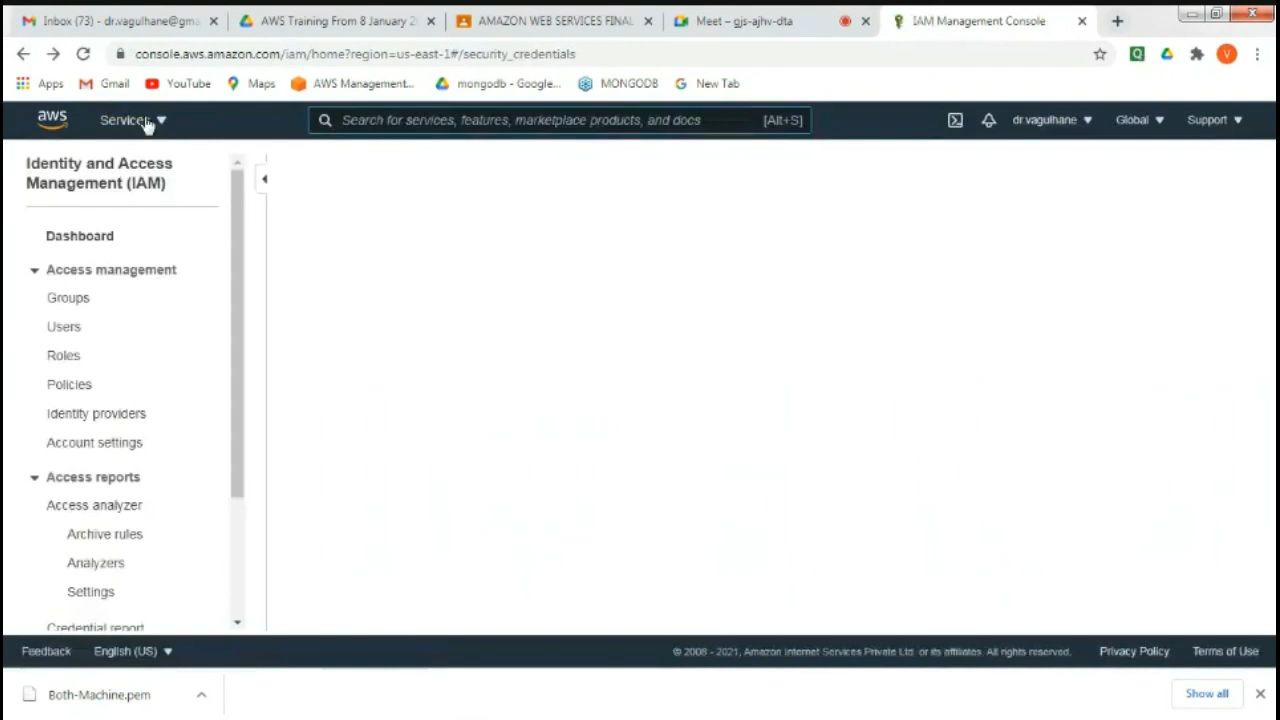 Inbox (73) - dr.vagulhane@gma
AWS Training From 8 January 2
AMAZON WEB SERVICES FINAL
Meet – gjs-ajhv-dta
IAM Management Console
console.aws.amazon.com/iam/home?region=us-east-1#/security_credentials
Apps
Gmail
YouTube
Maps
AWS Management...
mongodb - Google...
MONGODB
New Tab
aws
Services
Search for services, features, marketplace products, and docs
[Alt+S]
dr.vagulhane
Global
Support
Identity and Access
Management (IAM)
Dashboard
Access management
Groups
Users
Roles
Policies
Identity providers
Account settings
Access reports
Access analyzer
Archive rules
Analyzers
Settings
Credential report
Feedback
English (US)
© 2008 - 2021, Amazon Internet Services Private Ltd. or its affiliates. All rights reserved.
Privacy Policy
Terms of Use
Both-Machine.pem
Show all